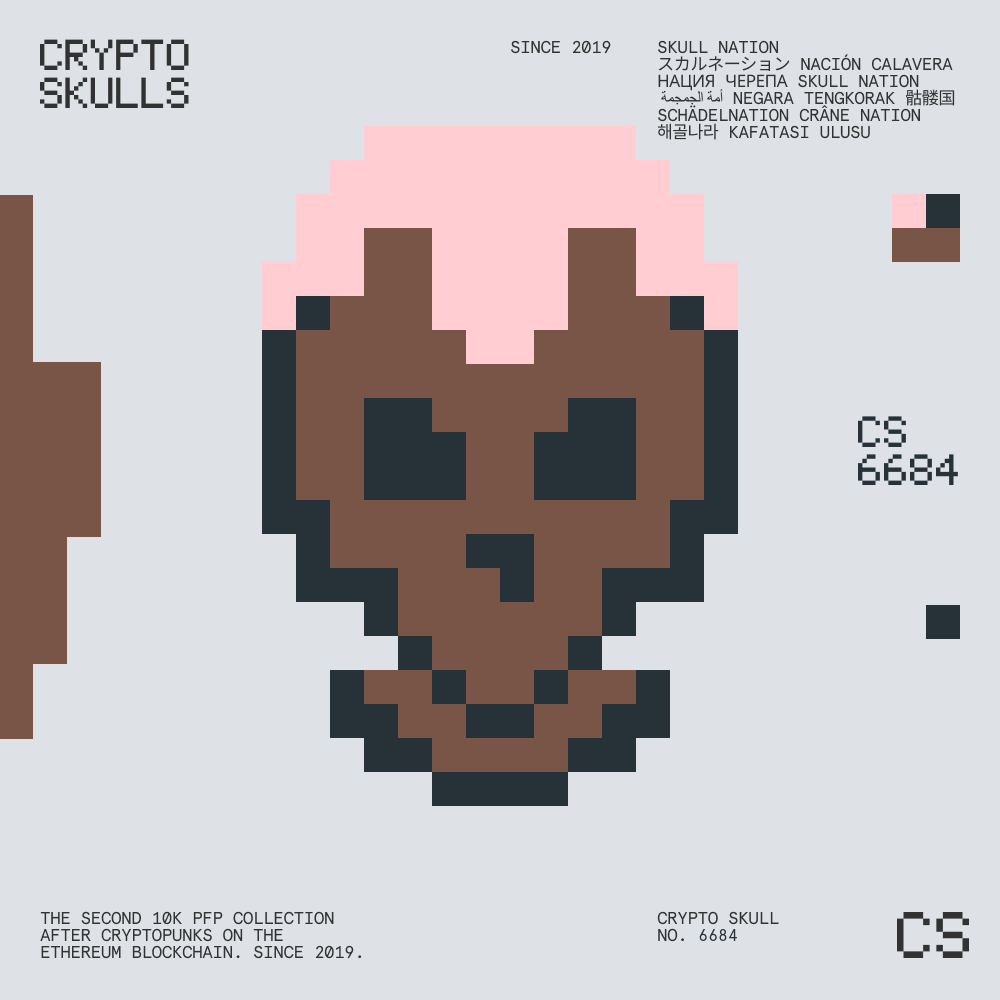 CRYPTO
SKULLS
SINCE 2019
SKULL NATION
スカルネーション NACIÓN CALAVERA
НАЦИЯ ЧЕРЕПА SKULL NATION
أمة الجمجمة NEGARA TENGKORAK 骷髅国
SCHÄDELNATION CRÂNE NATION
해골나라 KAFATASI ULUSU
CS
6684
THE SECOND 10K PFP COLLECTION
AFTER CRYPTOPUNKS ON THE
ETHEREUM BLOCKCHAIN. SINCE 2019.
CRYPTO SKULL
NO. 6684
CS